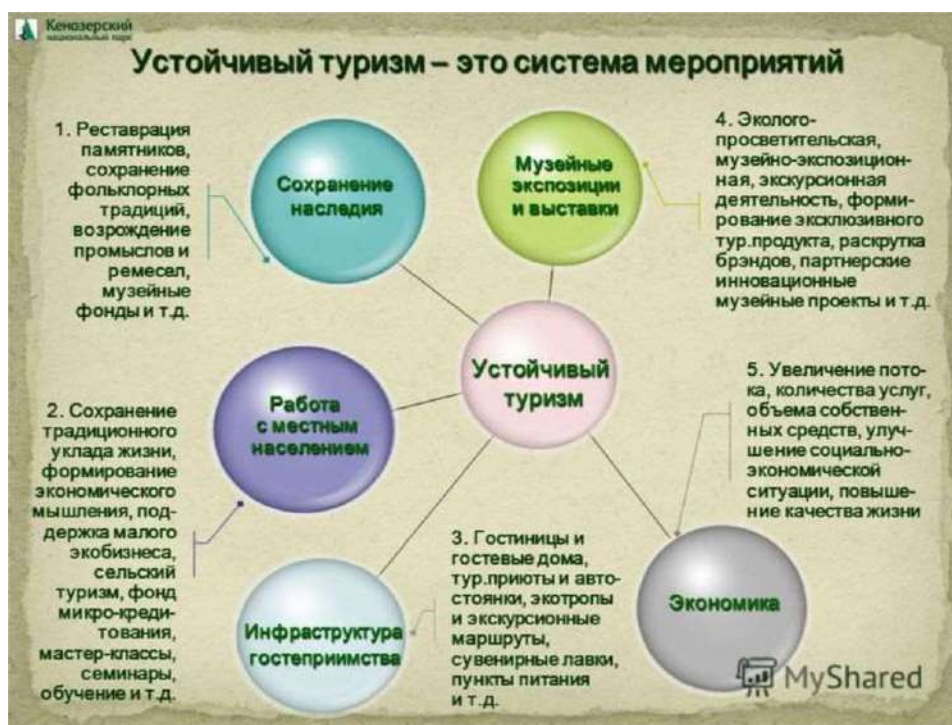 Кенозерский
национальный парк
Устойчивый туризм – это система мероприятий
1. Реставрация
памятников,
сохранение
фольклорных
традиций,
возрождение
промыслов и
ремесел,
музейные
фонды и т.д.
Сохранение
наследия
Музейные
экспозиции
и выставки
4. Эколого-
просветительская,
музейно-экспозицион-
ная, экскурсионная
деятельность, форми-
рование эксклюзивного
тур.продукта, раскрутка
брэндов, партнерские
инновационные
музейные проекты и т.д.
Устойчивый
туризм
2. Сохранение
традиционного
уклада жизни,
формирование
экономического
мышления, под-
держка малого
экобизнеса,
сельский
туризм, фонд
микро-креди-
тования,
мастер-классы,
семинары,
обучение и т.д.
Работа
с местным
населением
5. Увеличение пото-
ка, количества услуг,
объема собствен-
ных средств, улуч-
шение социально-
экономической
ситуации, повыше-
ние качества жизни
Инфраструктура
гостеприимства
3. Гостиницы и
гостевые дома,
тур.приюты и авто-
стоянки, экотропы
и экскурсионные
маршруты,
сувенирные лавки,
пункты питания
и т.д.
Экономика
MyShared